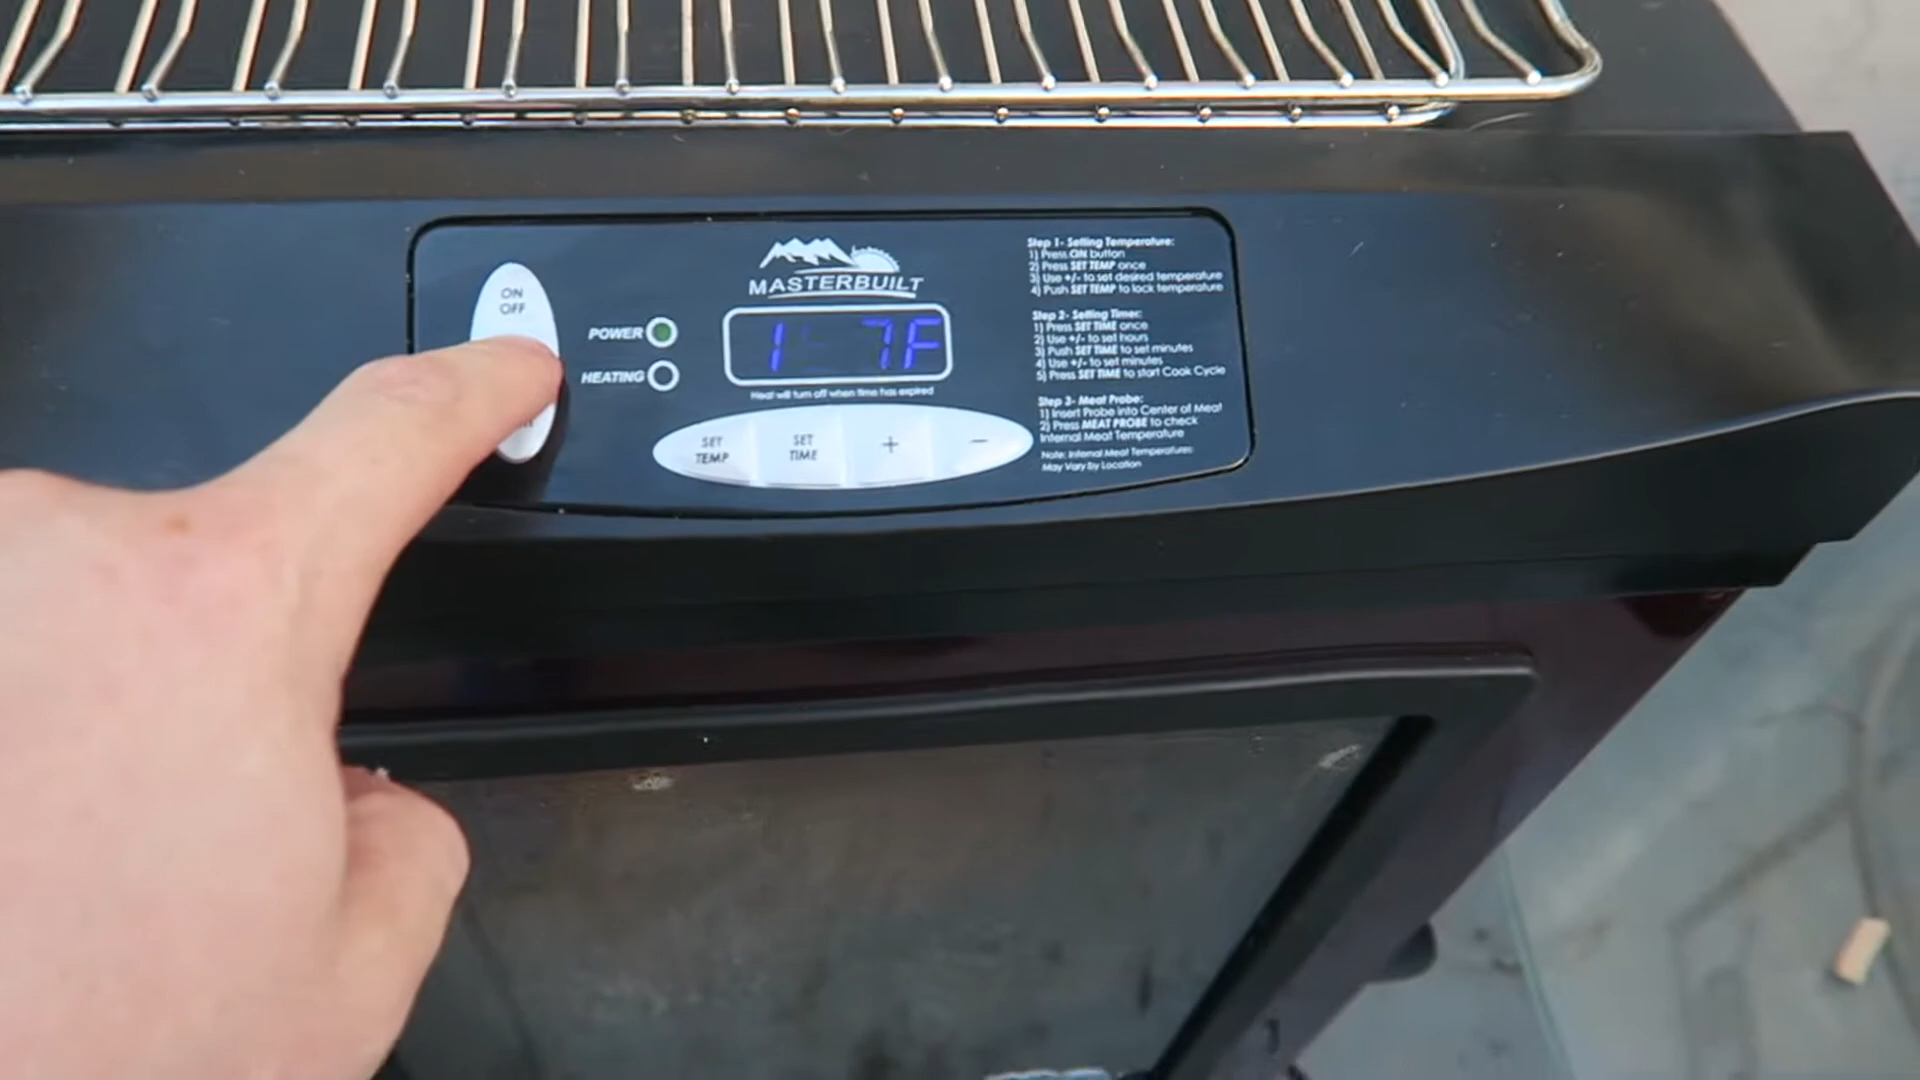 ON
OFF
POWER
HEATING
MASTERBUILT
1 7F
Heat will turn off when time has expired
SET
TEMP
SET
TIME
+
-
Step 1- Setting Temperature:
1) Press ON button
2) Press SET TEMP once
3) Use +/- to set desired temperature
4) Push SET TEMP to lock temperature
Step 2- Setting Timer:
1) Press SET TIME once
2) Use +/- to set hours
3) Push SET TIME to set minutes
4) Use +/- to set minutes
5) Press SET TIME to start Cook Cycle
Step 3- Meat Probe:
1) Insert Probe into Center of Meat
2) Press MEAT PROBE to check
Internal Meat Temperature
Note: Internal Meat Temperatures
May Vary by Location